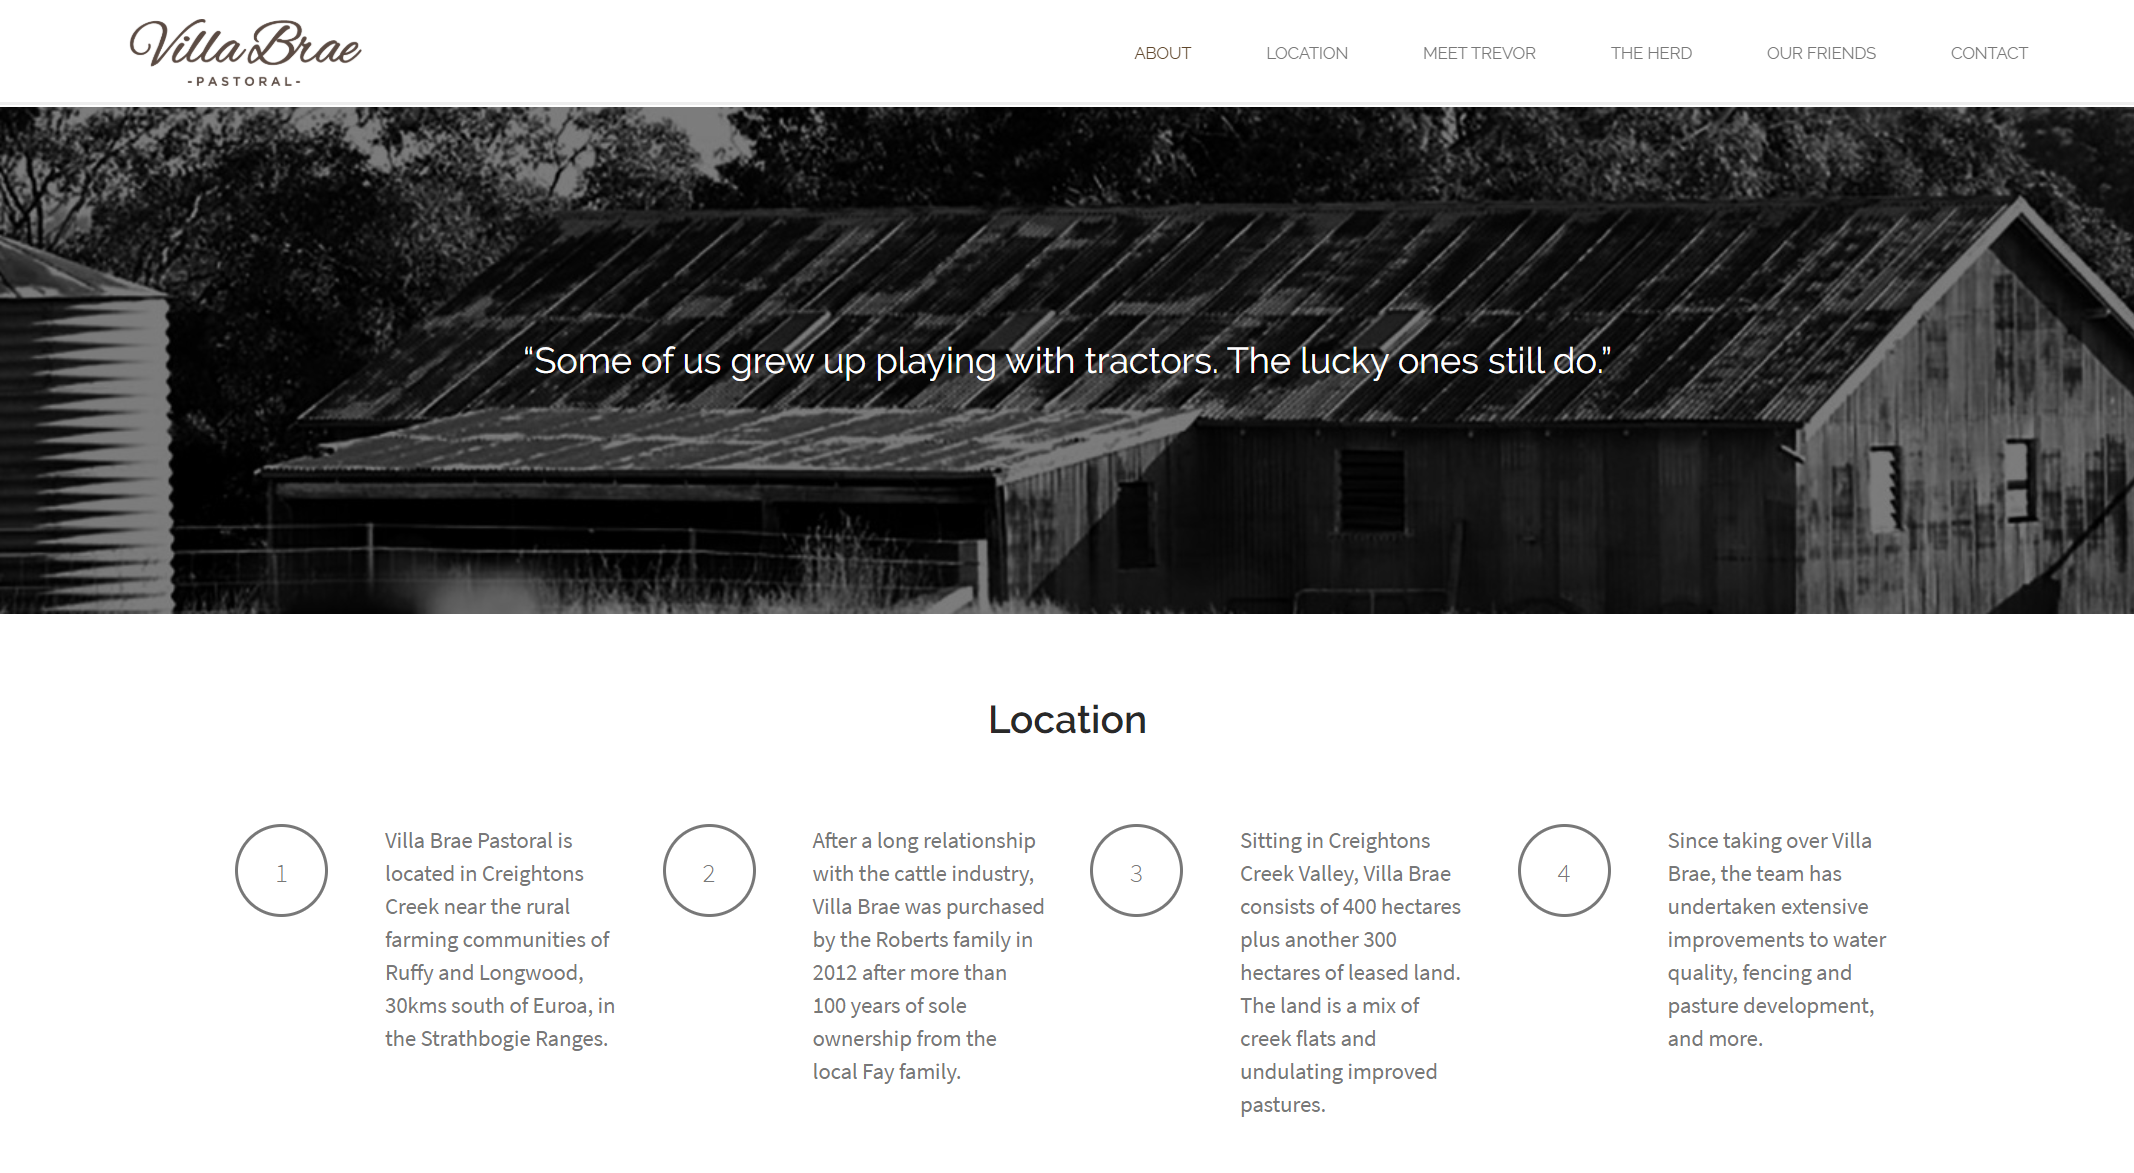 Villa Brae
-PASTORAL-
ABOUT
LOCATION
MEET TREVOR
THE HERD
OUR FRIENDS
CONTACT
“Some of us grew up playing with tractors. The lucky ones still do.”
Location
1
Villa Brae Pastoral is
located in Creightons
Creek near the rural
farming communities of
Ruffy and Longwood,
30kms south of Euroa, in
the Strathbogie Ranges.
2
After a long relationship
with the cattle industry,
Villa Brae was purchased
by the Roberts family in
2012 after more than
100 years of sole
ownership from the
local Fay family.
3
Sitting in Creightons
Creek Valley, Villa Brae
consists of 400 hectares
plus another 300
hectares of leased land.
The land is a mix of
creek flats and
undulating improved
pastures.
4
Since taking over Villa
Brae, the team has
undertaken extensive
improvements to water
quality, fencing and
pasture development,
and more.